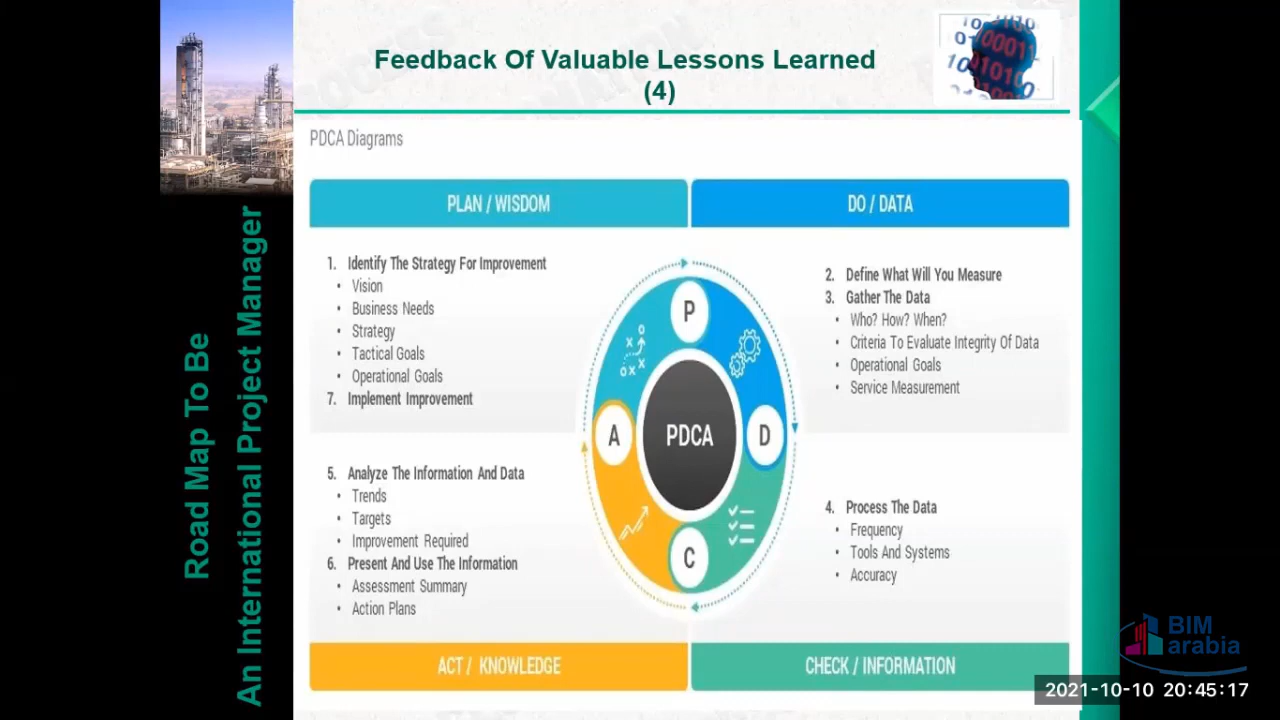 Feedback Of Valuable Lessons Learned
(4)
PDCA Diagrams
PLAN / WISDOM
DO / DATA
1. Identify The Strategy For Improvement
• Vision
• Business Needs
• Strategy
• Tactical Goals
• Operational Goals
7. Implement Improvement
2. Define What Will You Measure
3. Gather The Data
• Who? How? When?
• Criteria To Evaluate Integrity Of Data
• Operational Goals
• Service Measurement
P
A
PDCA
D
C
5. Analyze The Information And Data
• Trends
• Targets
• Improvement Required
6. Present And Use The Information
• Assessment Summary
• Action Plans
4. Process The Data
• Frequency
• Tools And Systems
• Accuracy
ACT / KNOWLEDGE
CHECK / INFORMATION
Road Map To Be
An International Project Manager
BIM
arabia
2021-10-10 20:45:17